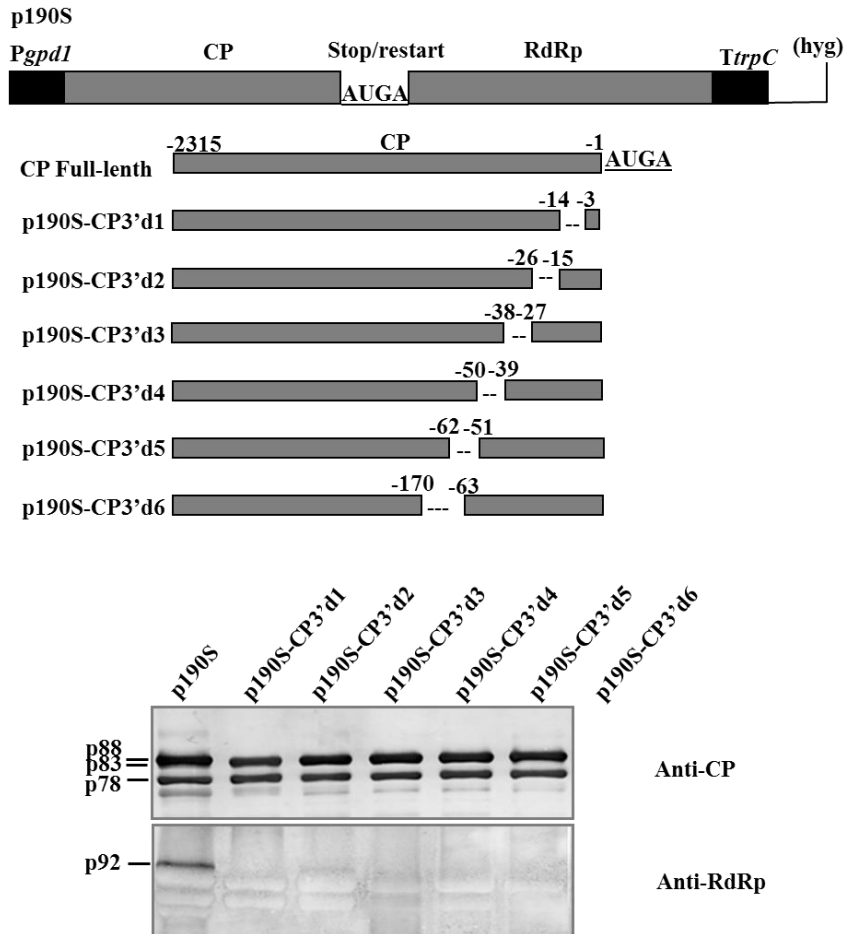 p190S
Pgpd1 CP Stop/restart RdRp TtrpC (hyg)
AUGA
-2315 CP -1
CP Full-lenth AUGA
-14 -3
p190S-CP3'd1 --
-26 -15
p190S-CP3'd2 --
-38 -27
p190S-CP3'd3 --
-50 -39
p190S-CP3'd4 --
-62 -51
p190S-CP3'd5 --
-170 -63
p190S-CP3'd6 ---
p190S p190S-CP3'd1 p190S-CP3'd2 p190S-CP3'd3 p190S-CP3'd4 p190S-CP3'd5 p190S-CP3'd6
p88
p83
p78
Anti-CP
p92
Anti-RdRp